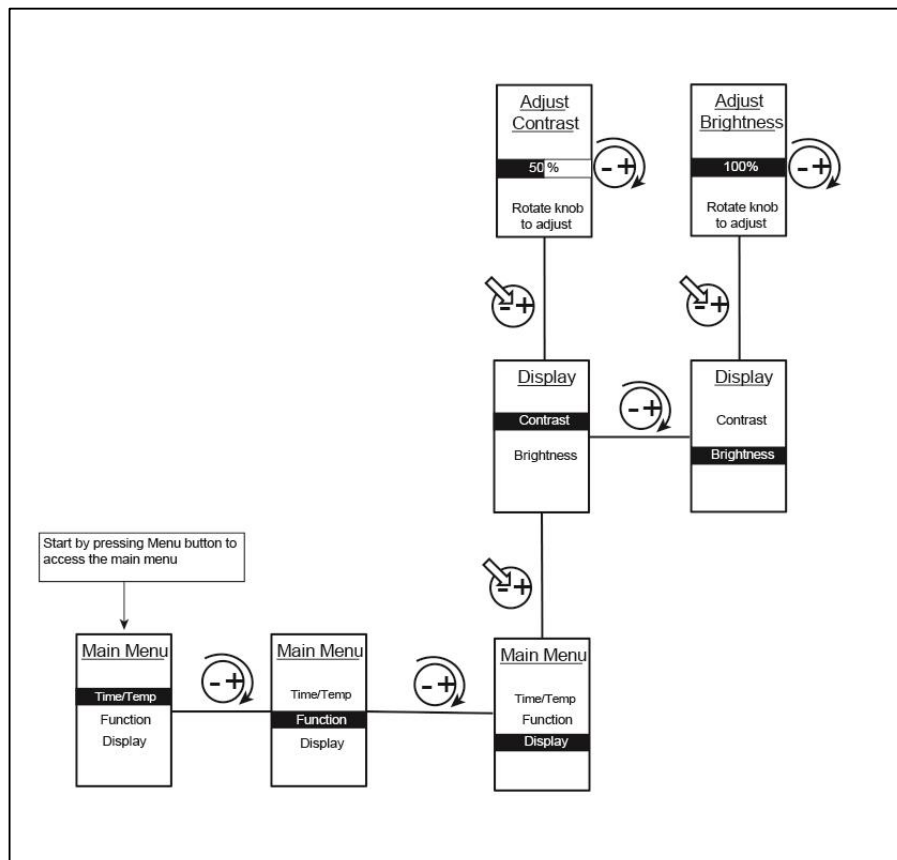 Adjust
Contrast
50 %
- +
Rotate knob
to adjust
Adjust
Brightness
100%
- +
Rotate knob
to adjust
- +
- +
Display
Contrast
Brightness
- +
Display
Contrast
Brightness
Start by pressing Menu button to
access the main menu
- +
Main Menu
Time/Temp
Function
Display
- +
Main Menu
Time/Temp
Function
Display
- +
Main Menu
Time/Temp
Function
Display